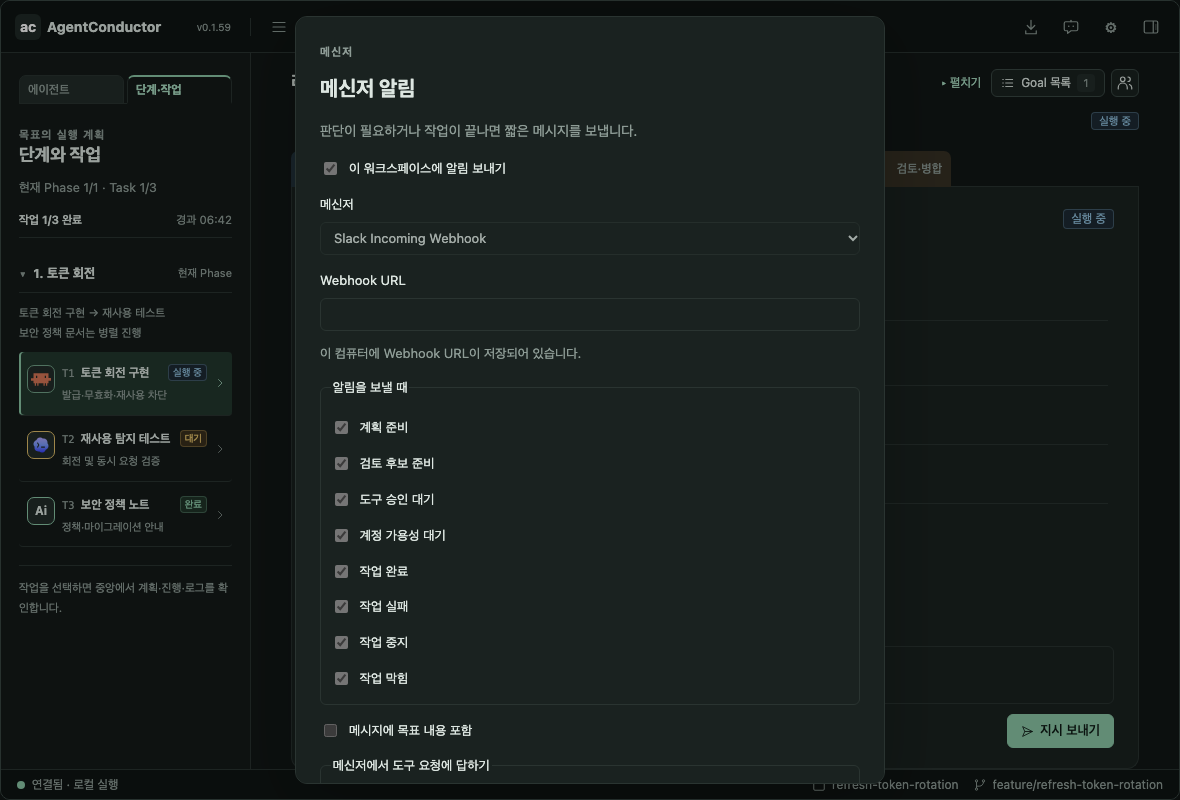 ac AgentConductor v0.1.59
에이전트 단계·작업
목표의 실행 계획
단계와 작업
현재 Phase 1/1 · Task 1/3
작업 1/3 완료 경과 06:42
1. 토큰 회전 현재 Phase
토큰 회전 구현 → 재사용 테스트
보안 정책 문서는 병렬 진행
T1 토큰 회전 구현 실행 중
발급·무효화·재사용 차단
T2 재사용 탐지 테스트 대기
회전 및 동시 요청 검증
Ai T3 보안 정책 노트 완료
정책·마이그레이션 안내
작업을 선택하면 중앙에서 계획·진행·로그를 확
인합니다.
메신저
메신저 알림
판단이 필요하거나 작업이 끝나면 짧은 메시지를 보냅니다.
이 워크스페이스에 알림 보내기
메신저
Slack Incoming Webhook
Webhook URL
이 컴퓨터에 Webhook URL이 저장되어 있습니다.
알림을 보낼 때
계획 준비
검토 후보 준비
도구 승인 대기
계정 가용성 대기
작업 완료
작업 실패
작업 중지
작업 막힘
메시지에 목표 내용 포함
메신저에서 도구 요청에 답하기
펼치기 Goal 목록 1
실행 중
검토·병합
실행 중
지시 보내기
연결됨 · 로컬 실행
refresh-token-rotation feature/refresh-token-rotation